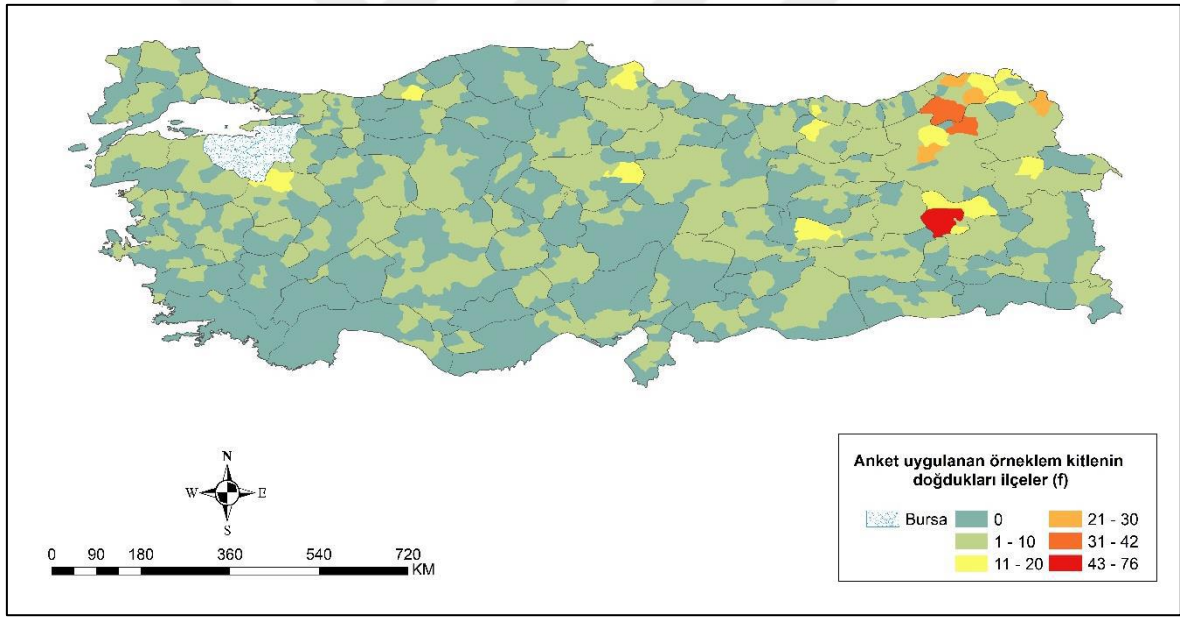 N
W E
S
0 90 180 360 540 720
KM
Anket uygulanan örneklem kitlenin
doğdukları ilçeler (f)
Bursa 0 21 - 30
1 - 10 31 - 42
11 - 20 43 - 76